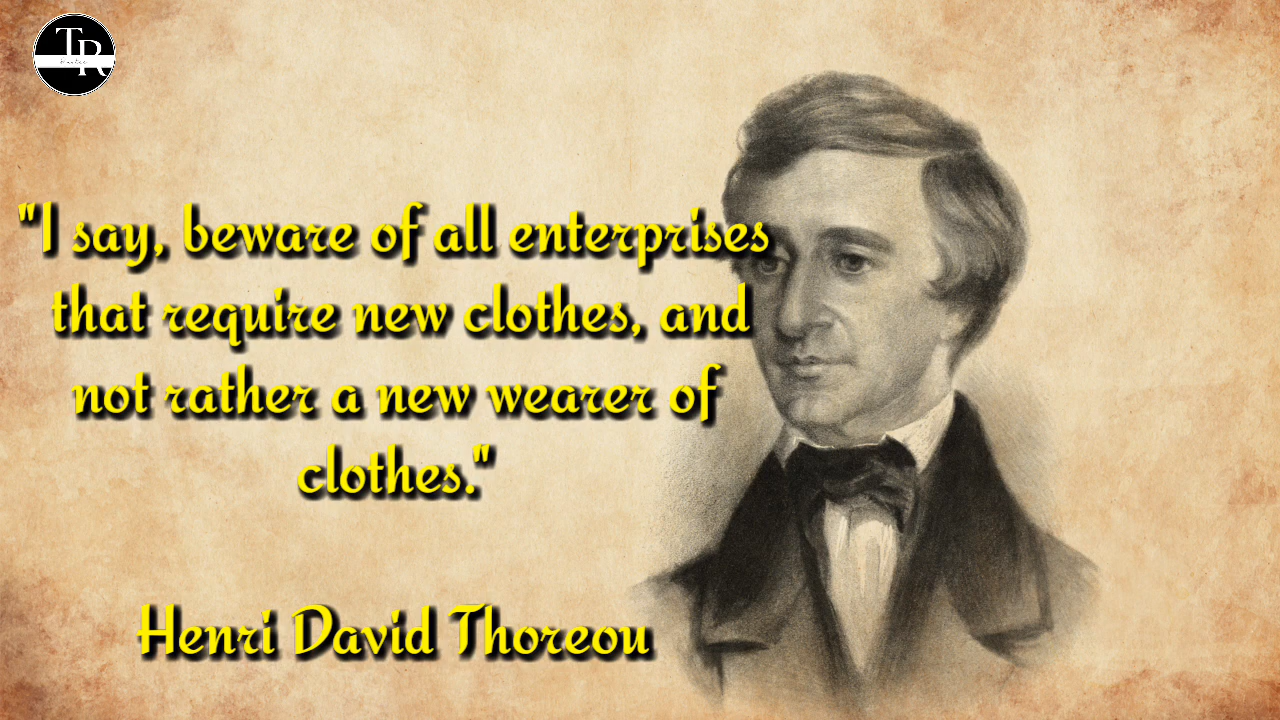 TR
"I say, beware of all enterprises
that require new clothes, and
not rather a new wearer of
clothes."
Henri David Thoreou